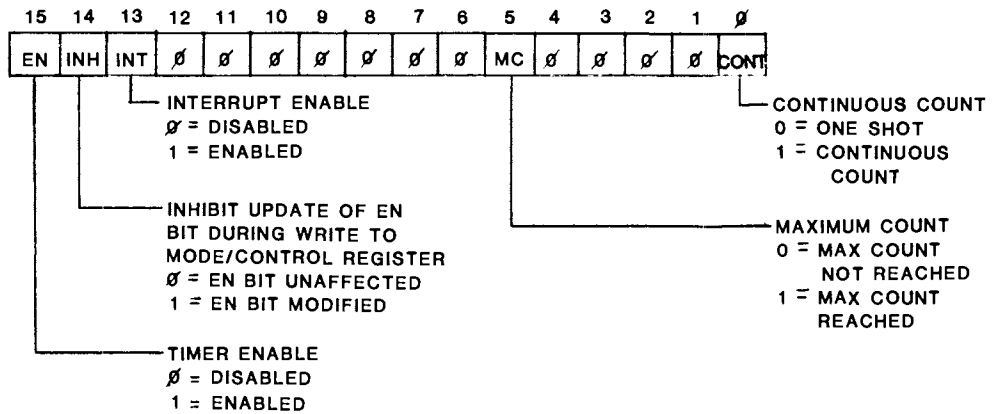 15 14 13 12 11 10 9 8 7 6 5 4 3 2 1 Ø
EN INH INT Ø Ø Ø Ø Ø Ø Ø MC Ø Ø Ø Ø CONT
INTERRUPT ENABLE
Ø = DISABLED
1 = ENABLED
CONTINUOUS COUNT
0 = ONE SHOT
1 = CONTINUOUS
COUNT
INHIBIT UPDATE OF EN
BIT DURING WRITE TO
MODE/CONTROL REGISTER
Ø = EN BIT UNAFFECTED
1 = EN BIT MODIFIED
MAXIMUM COUNT
0 = MAX COUNT
NOT REACHED
1 = MAX COUNT
REACHED
TIMER ENABLE
Ø = DISABLED
1 = ENABLED